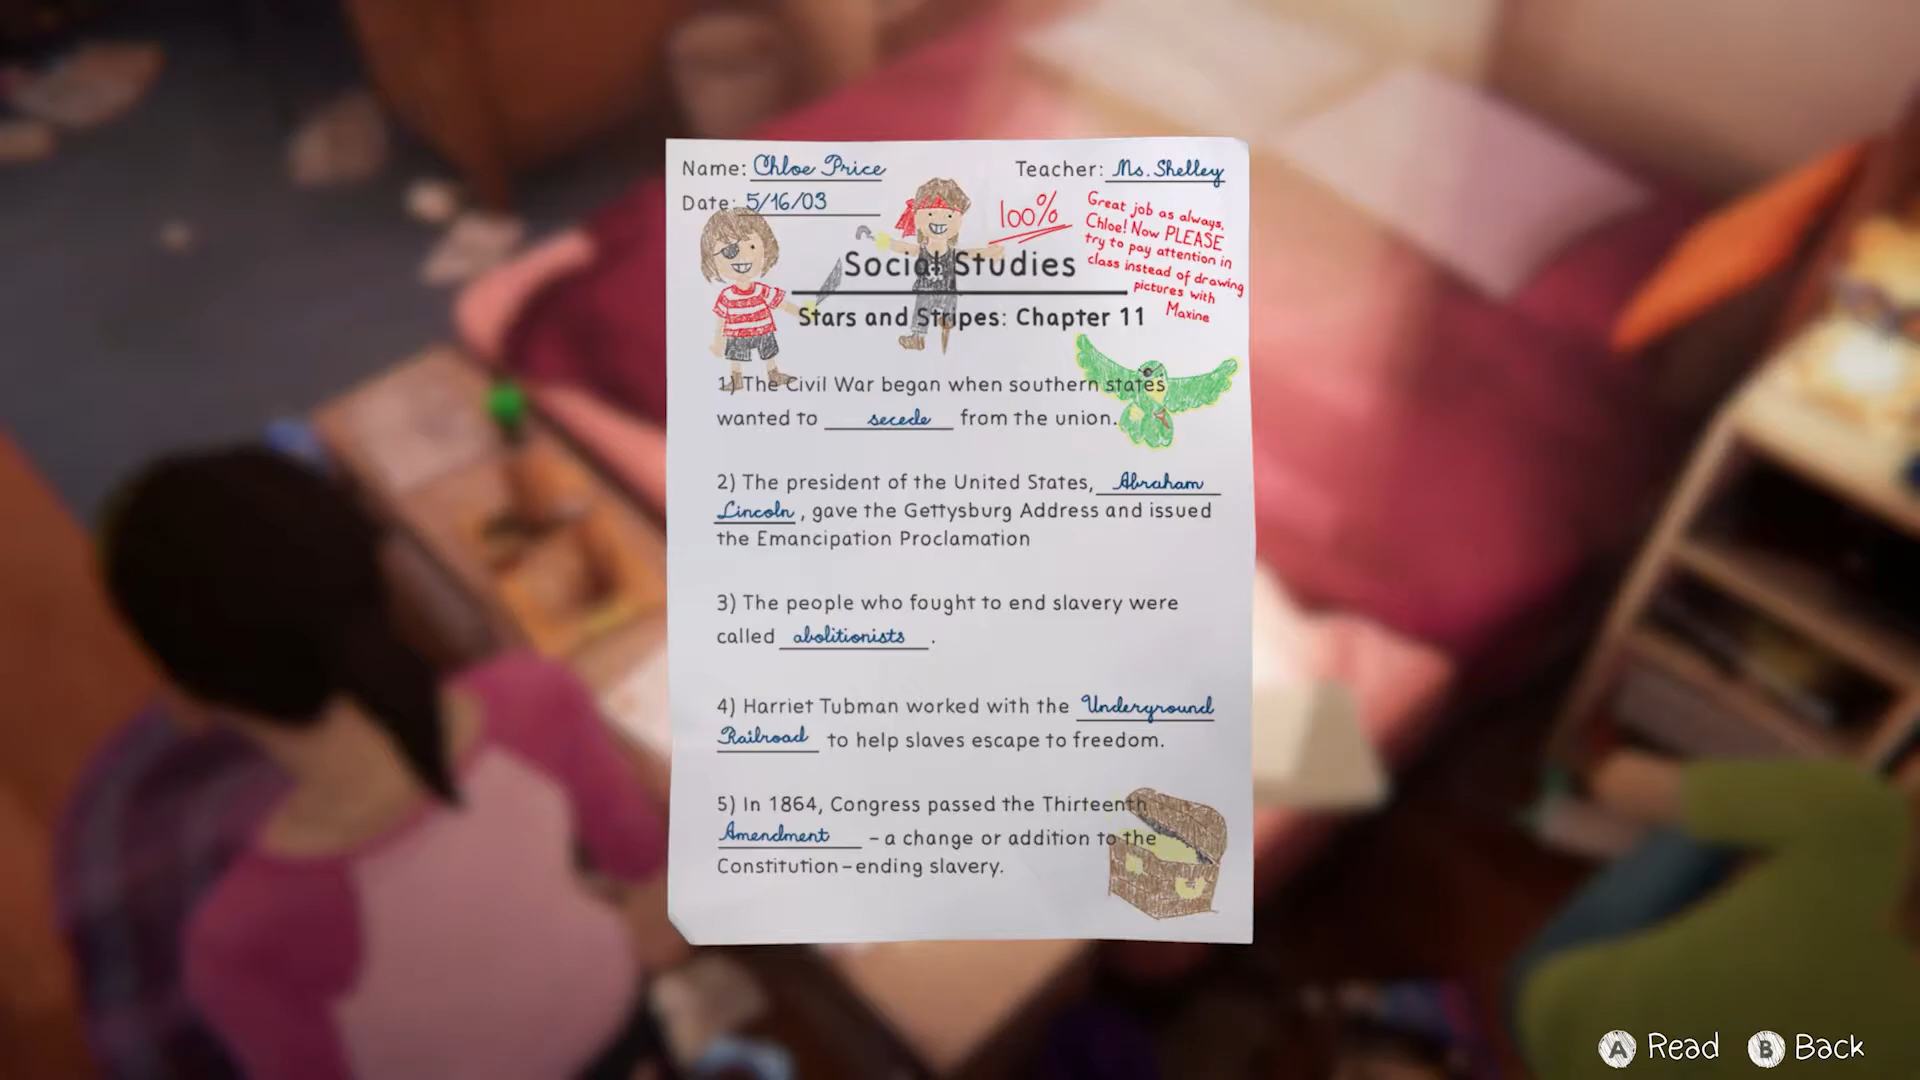 Name: Chloe Price
Teacher: Ms. Shelley
Date: 5/16/03
100%
Great job as always,
Chloe! Now PLEASE
try to pay attention in
class instead of drawing
pictures with
Maxine
Social Studies
Stars and Stripes: Chapter 11
1) The Civil War began when southern states
wanted to secede from the union.
2) The president of the United States, Abraham
Lincoln, gave the Gettysburg Address and issued
the Emancipation Proclamation
3) The people who fought to end slavery were
called abolitionists.
4) Harriet Tubman worked with the Underground
Railroad to help slaves escape to freedom.
5) In 1864, Congress passed the Thirteenth
Amendment – a change or addition to the
Constitution – ending slavery.
A Read B Back